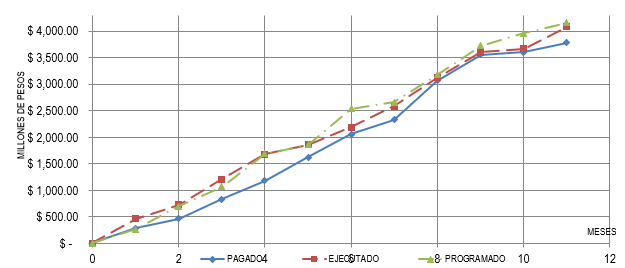 $ 4,000.00
$ 3,500.00
$ 3,000.00
$ 2,500.00
$ 2,000.00
$ 1,500.00
$ 1,000.00
$ 500.00
$ -
MILLONES DE PESOS
MESES
0 2 4 6 8 10 12
PAGADO EJECUTADO PROGRAMADO